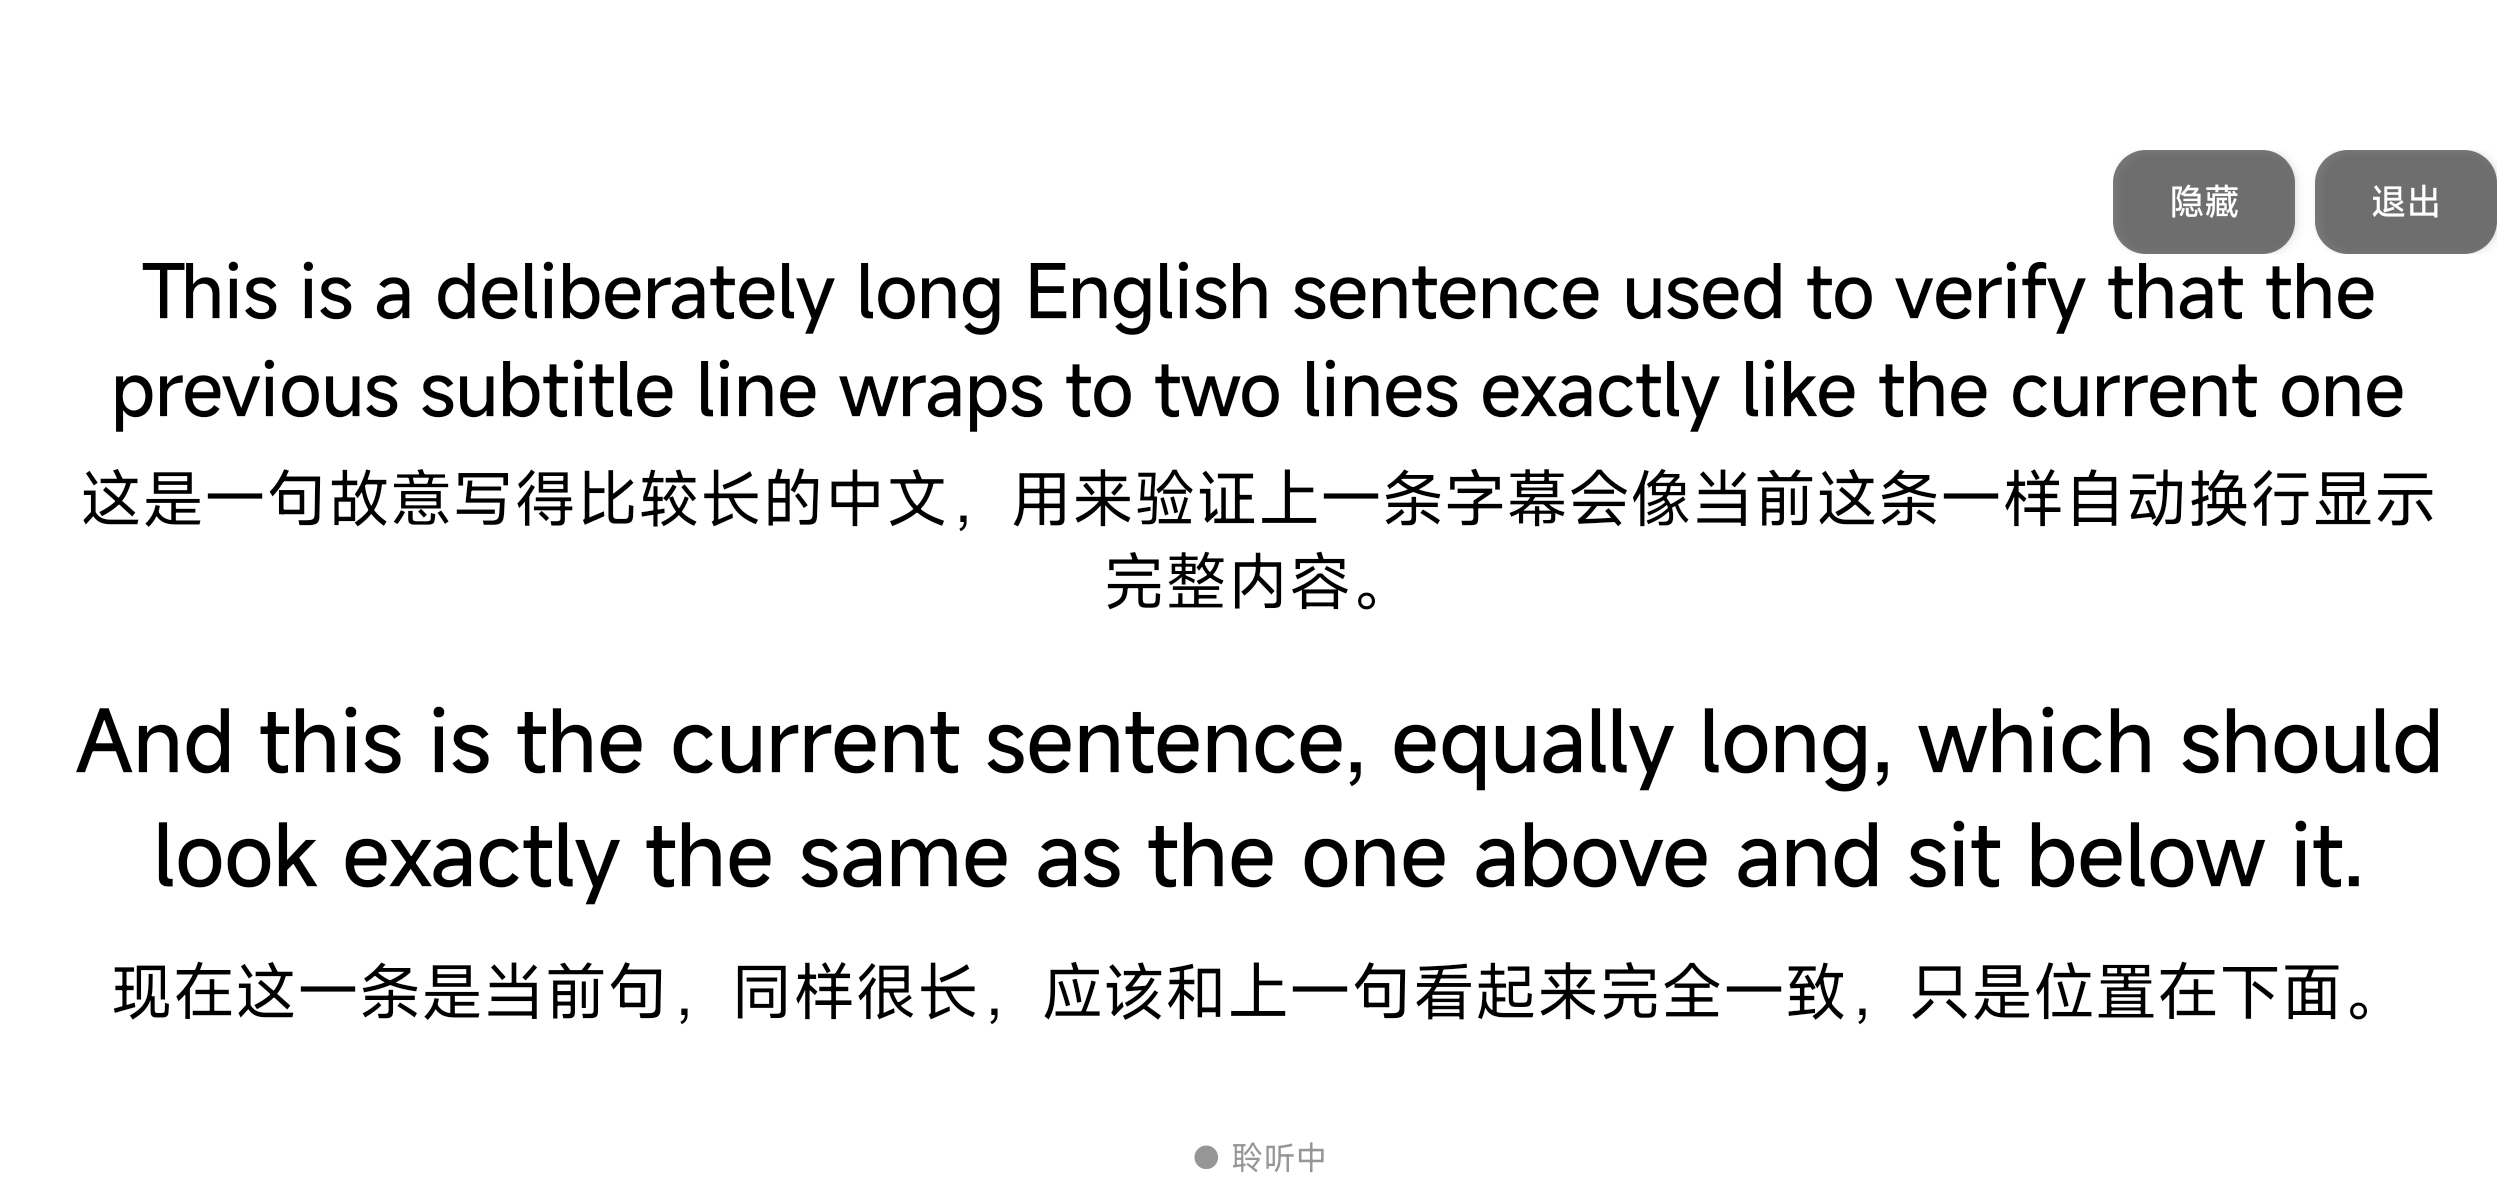 隐藏 退出
This is a deliberately long English sentence used to verify that the
previous subtitle line wraps to two lines exactly like the current one.
这是一句故意写得比较长的中文，用来验证上一条字幕会像当前这条一样自动换行显示
完整内容。
And this is the current sentence, equally long, which should
look exactly the same as the one above and sit below it.
现在这一条是当前句，同样很长，应该和上一句看起来完全一致，只是位置在下面。
聆听中